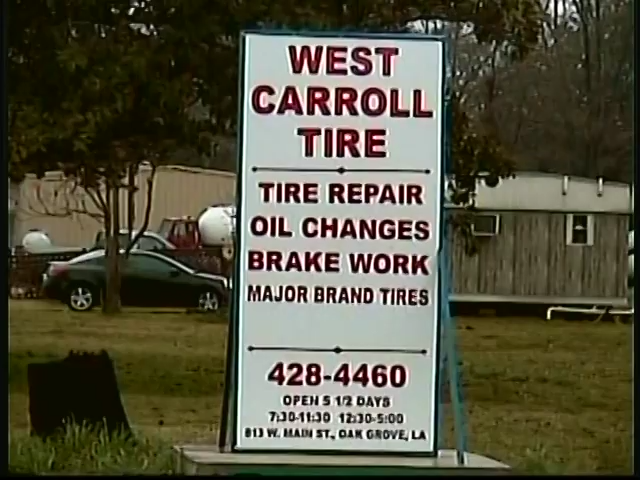 WEST
CARROLL
TIRE
TIRE REPAIR
OIL CHANGES
BRAKE WORK
MAJOR BRAND TIRES
428-4460
OPEN 5 1/2 DAYS
7:30-11:30 12:30-5:00
813 W. MAIN ST., OAK GROVE, LA